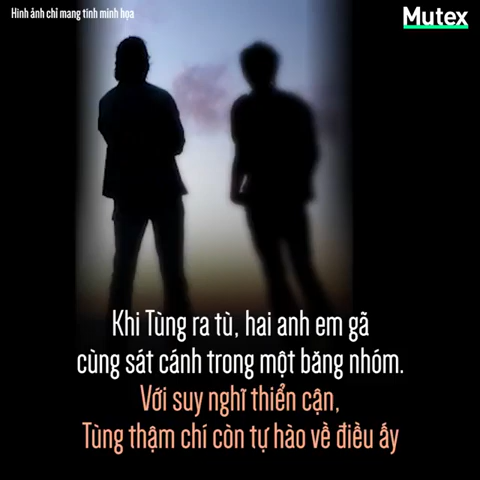 Hình ảnh chỉ mang tính minh họa
Mutex
Khi Tùng ra tù, hai anh em gã
cùng sát cánh trong một băng nhóm.
Với suy nghĩ thiển cận,
Tùng thậm chí còn tự hào về điều ấy